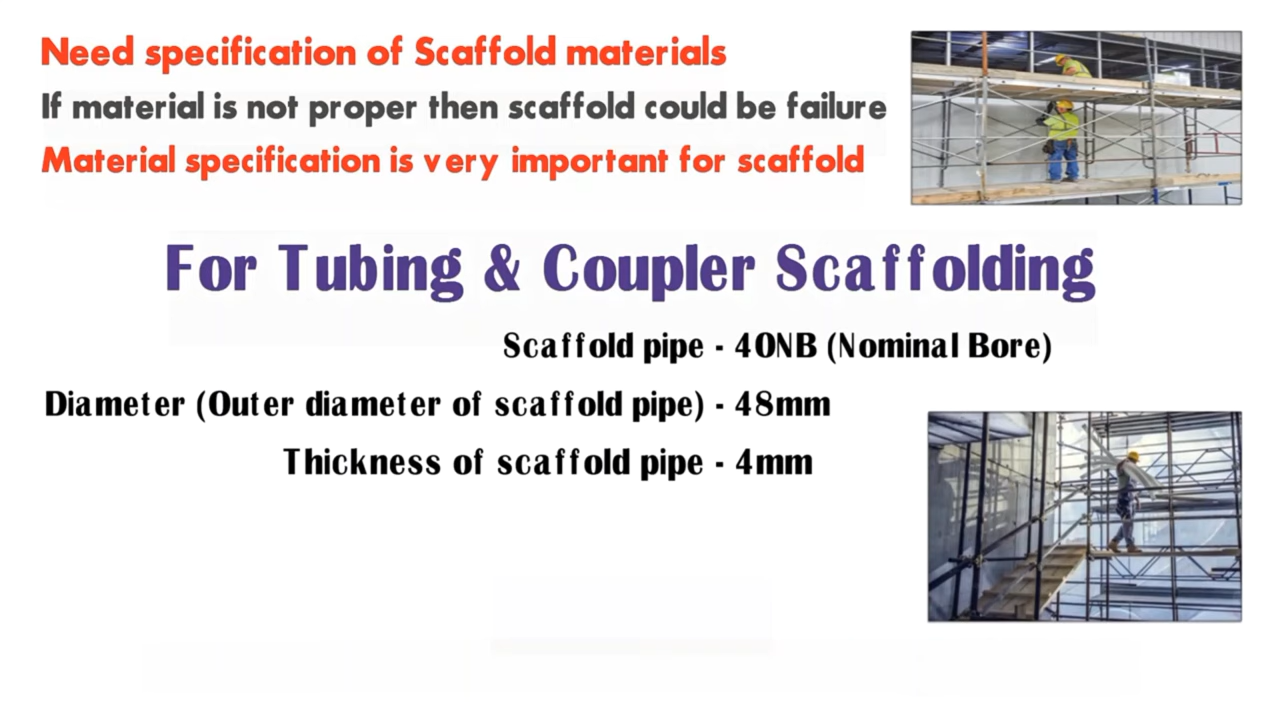 Need specification of Scaffold materials
If material is not proper then scaffold could be failure
Material specification is very important for scaffold
For Tubing & Coupler Scaffolding
Scaffold pipe - 40NB (Nominal Bore)
Diameter (Outer diameter of scaffold pipe) - 48mm
Thickness of scaffold pipe - 4mm